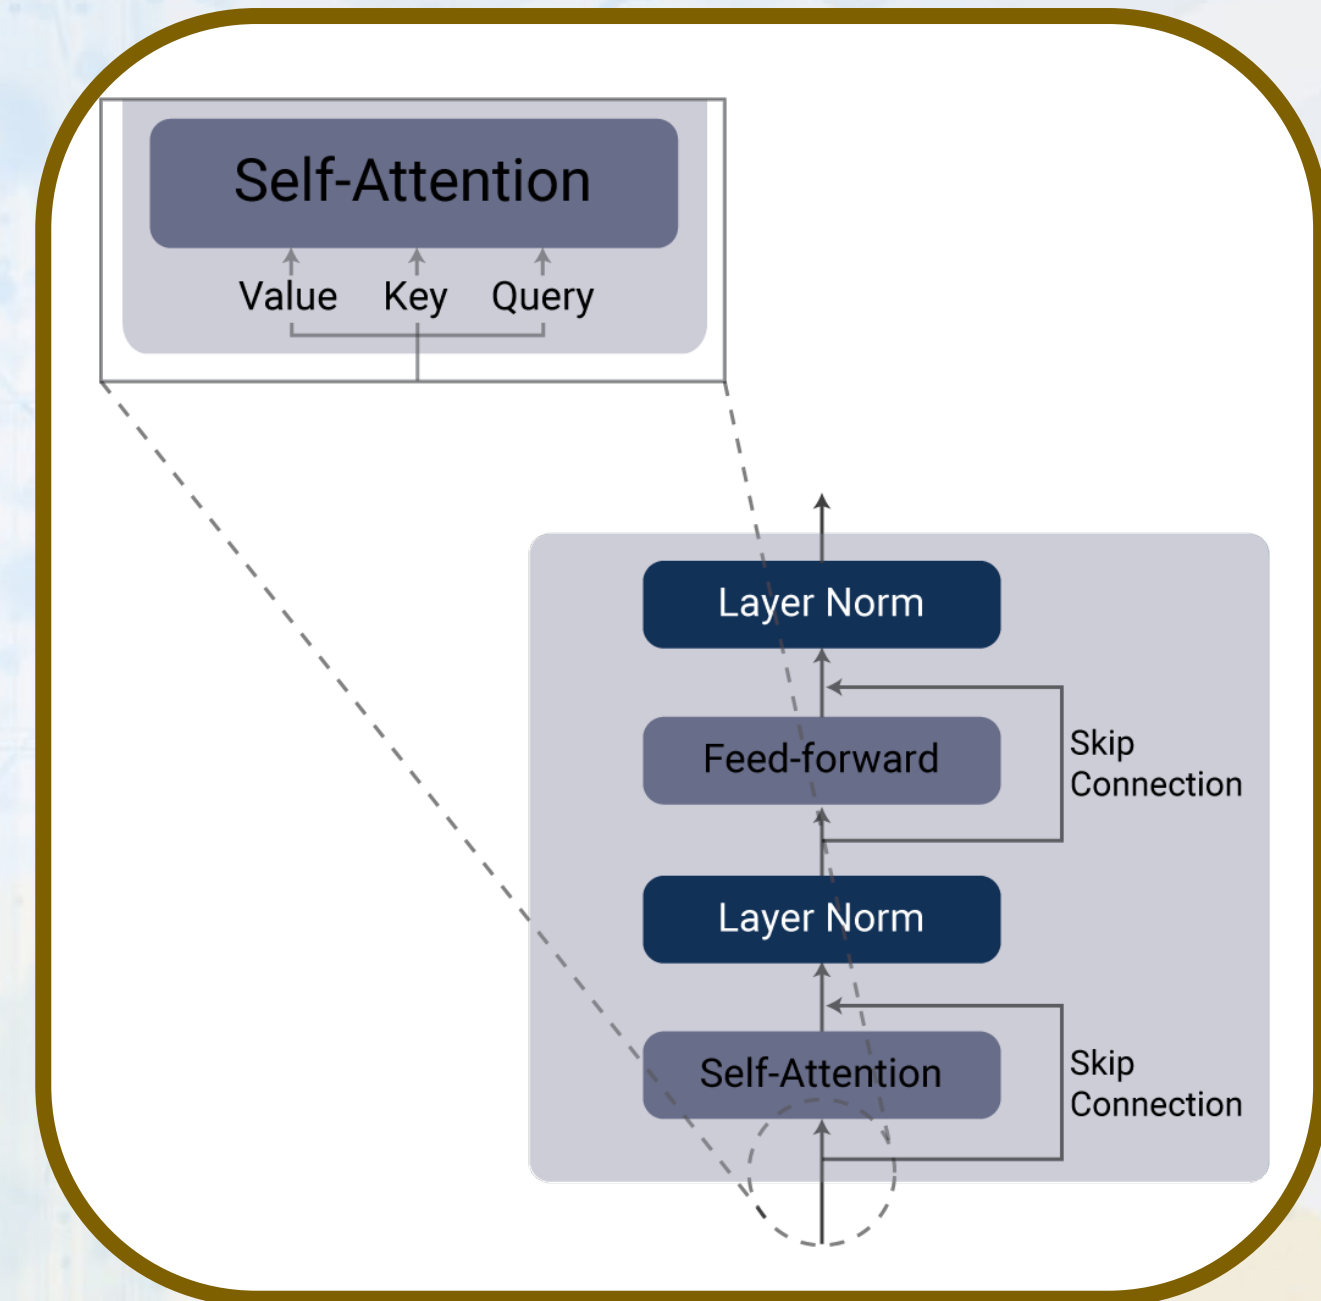 Self-Attention
Value Key Query
Layer Norm
Feed-forward
Skip
Connection
Layer Norm
Self-Attention
Skip
Connection